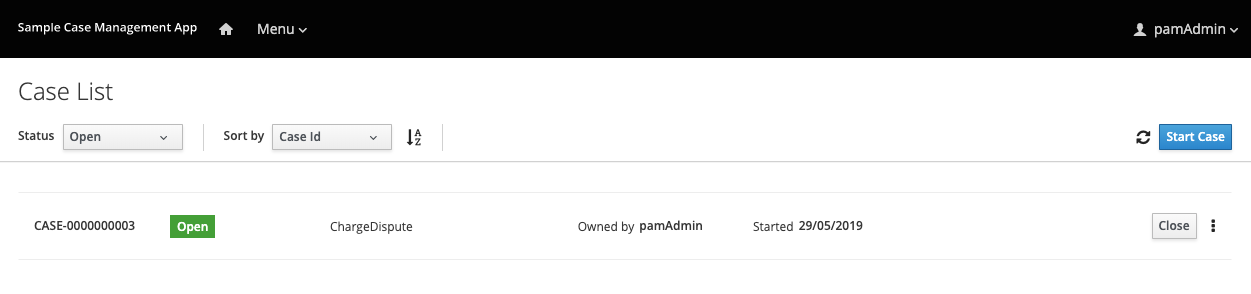 Sample Case Management App Menu pamAdmin
Case List
Status Open Sort by Case Id A Z Start Case
CASE-0000000003 Open ChargeDispute Owned by pamAdmin Started 29/05/2019 Close